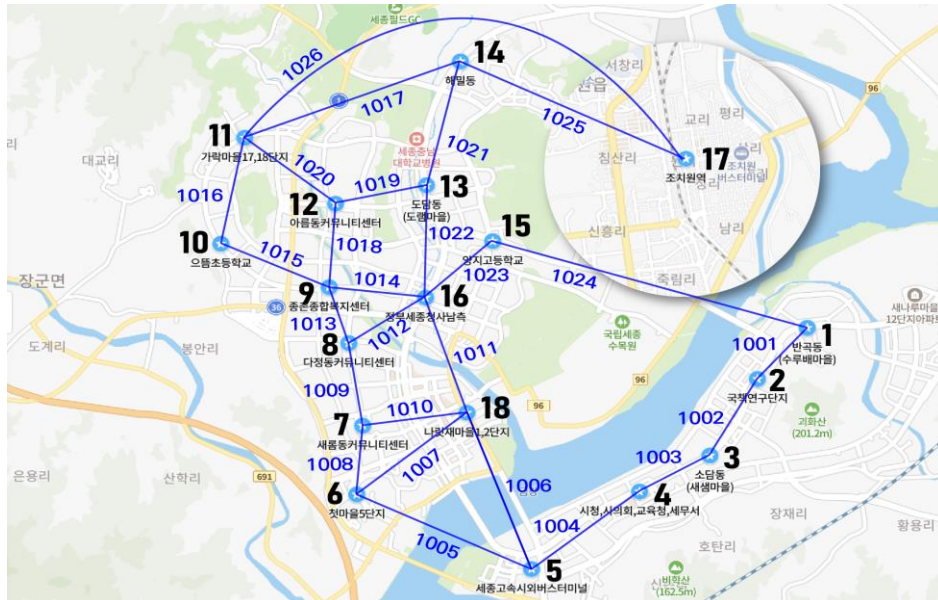 세종필드GC
14
해밀동
서창리
번읍
96
1026
1017
1
교리
평리
1025
11
가락마을17,18단지
침산리
17
조치원
버스터미널
조치원역
대교리
세종충남
대학교병원
1021
1020
1019
13
도담동
(도램마을)
1016
12
아름동커뮤니티센터
1022
15
양지고등학교
신흥리
남리
10
으뜸초등학교
1018
1015
1014
1023
1024
죽림리
장군면
9
종촌종합복지센터
16
정부세종청사남측
새나루마을
12단지아파트
36
1013
1012
8
다정동커뮤니티센터
1011
국립세종
수목원
1
반곡동
(수루배마을)
1001
도계리
봉안리
2
국책연구단지
1009
96
96
1010
18
나릿재마을1,2단지
1002
괴화산
(201.2m)
7
새롬동커뮤니티센터
1008
1007
1003
3
소담동
(새샘마을)
은용리
산학리
691
6
첫마을5단지
1006
4
시청,시의회,교육청,세무서
장재리
황용리
1004
1005
호탄리
5
세종고속시외버스터미널
비학산
(162.5m)